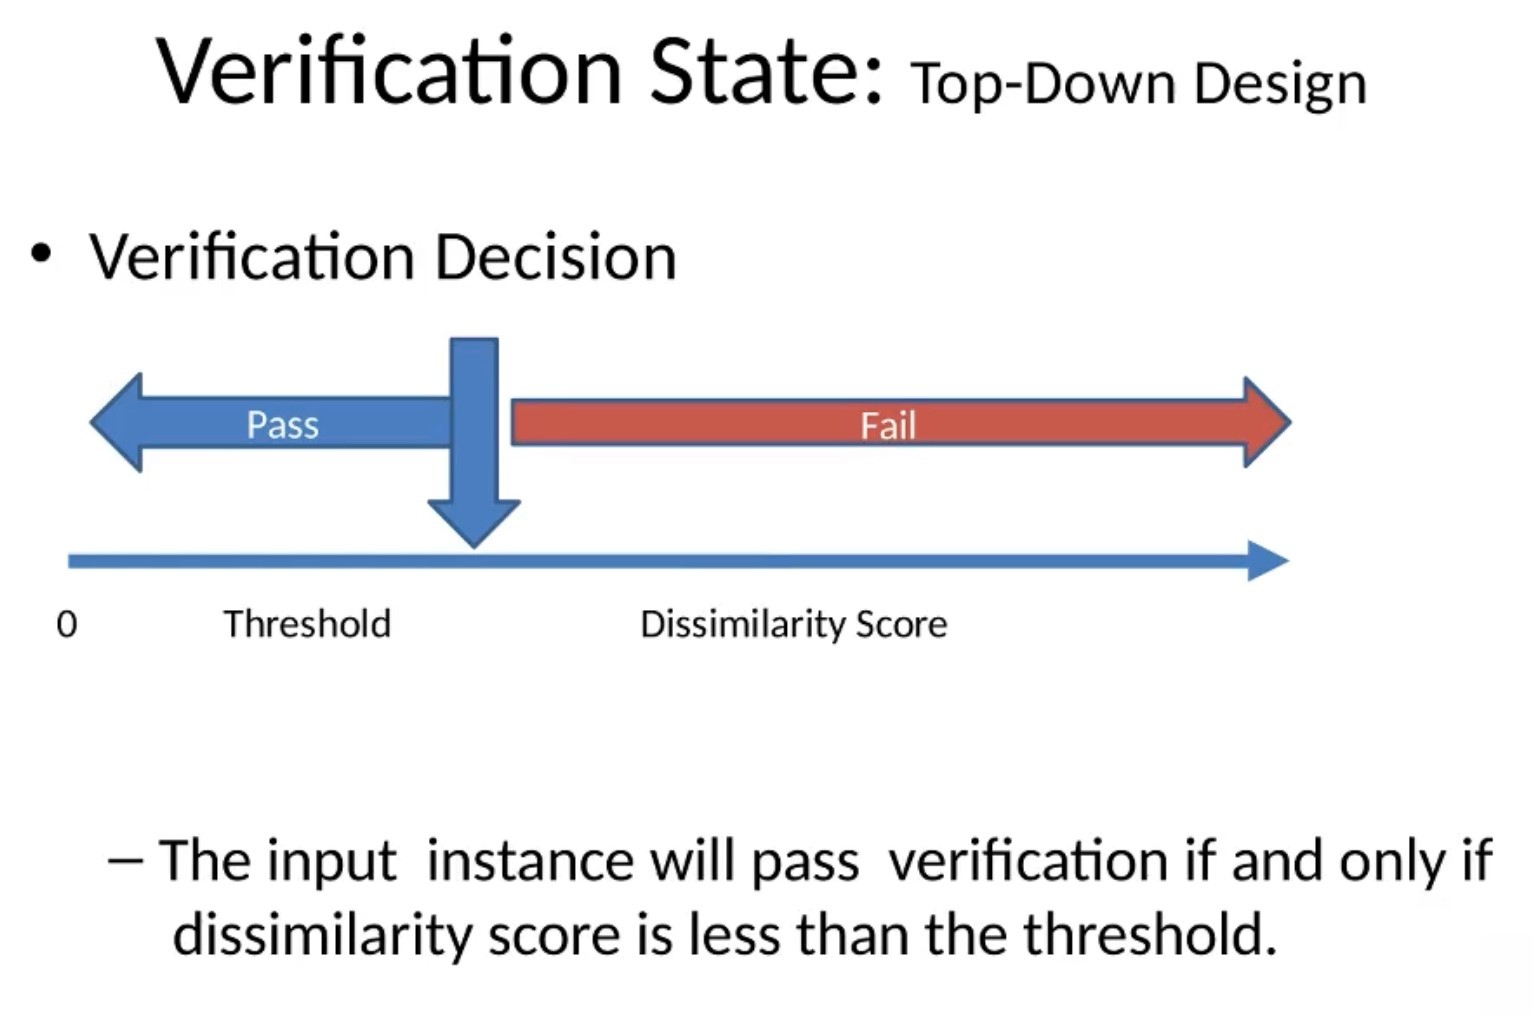 Verification State: Top-Down Design
• Verification Decision
Pass
Fail
0 Threshold Dissimilarity Score
– The input instance will pass verification if and only if
dissimilarity score is less than the threshold.